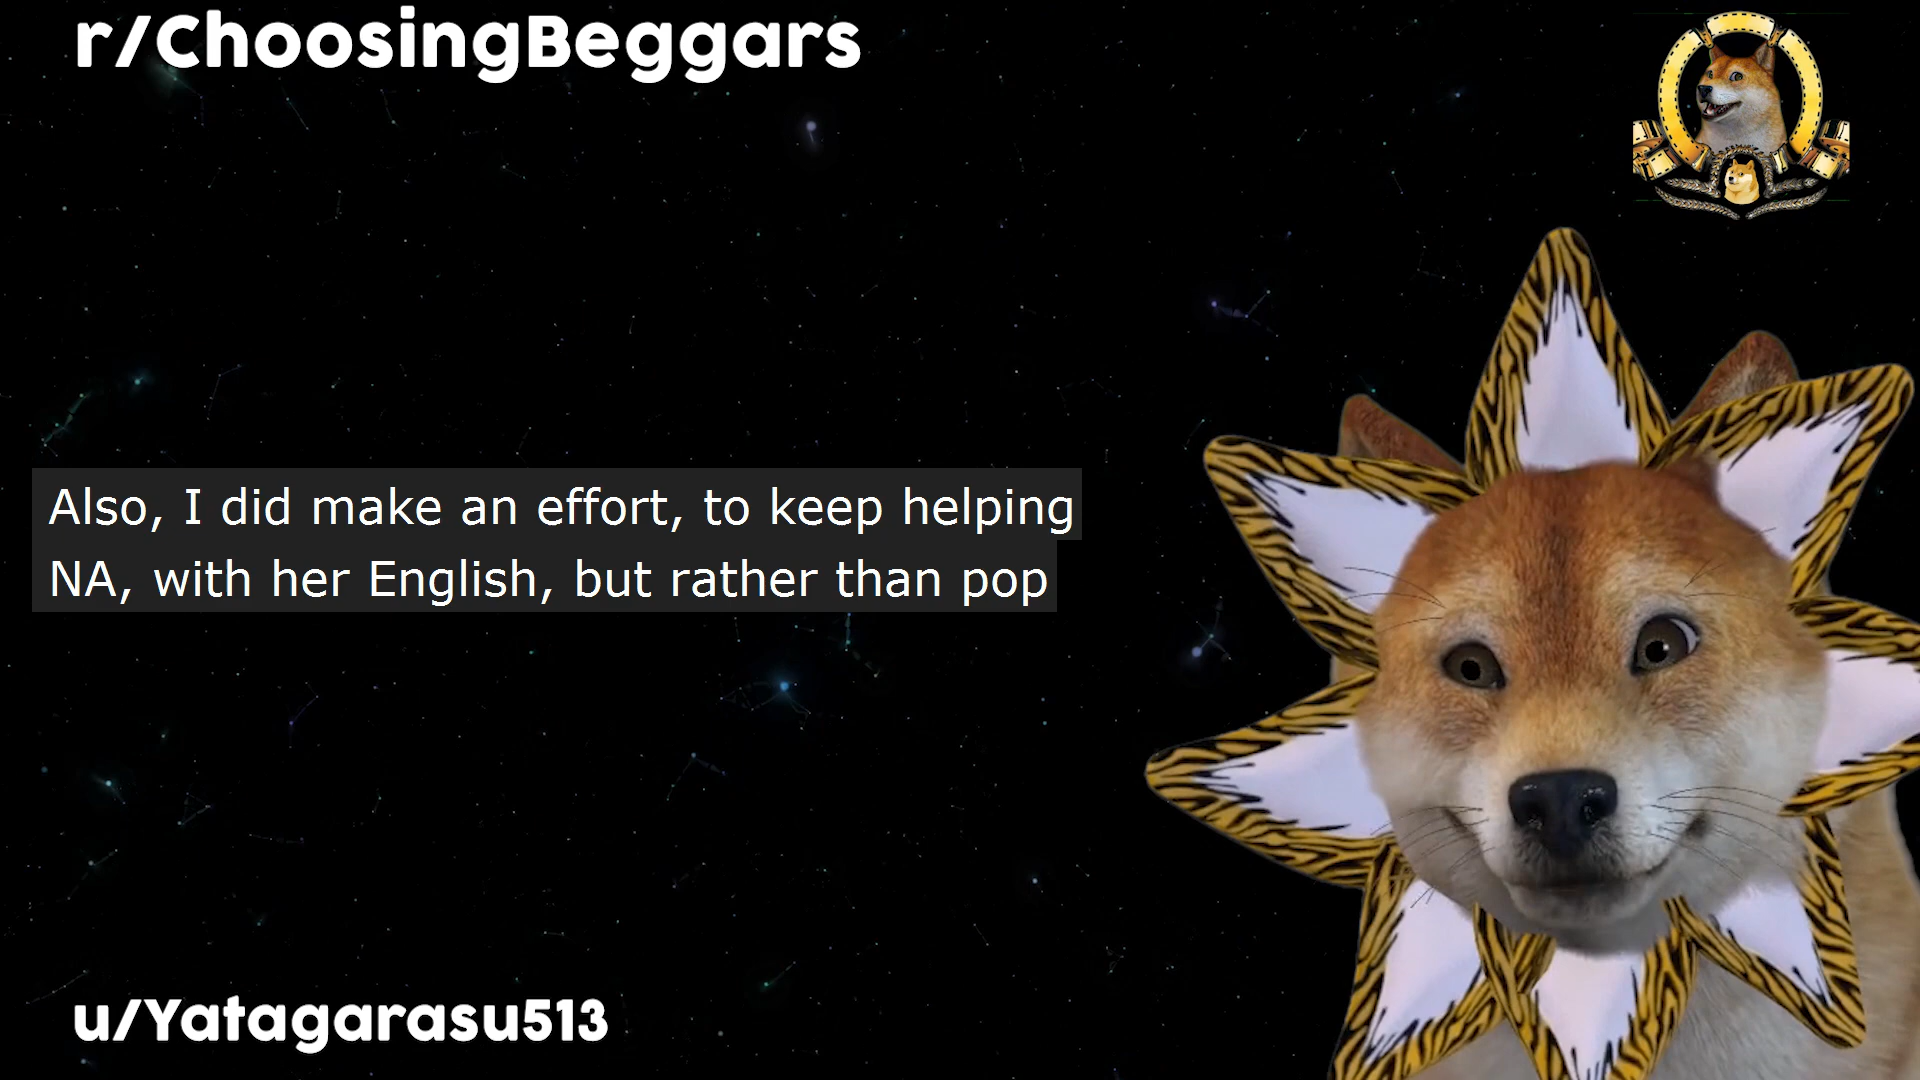 r/ChoosingBeggars
Also, I did make an effort, to keep helping
NA, with her English, but rather than pop
u/Yatagarasu513